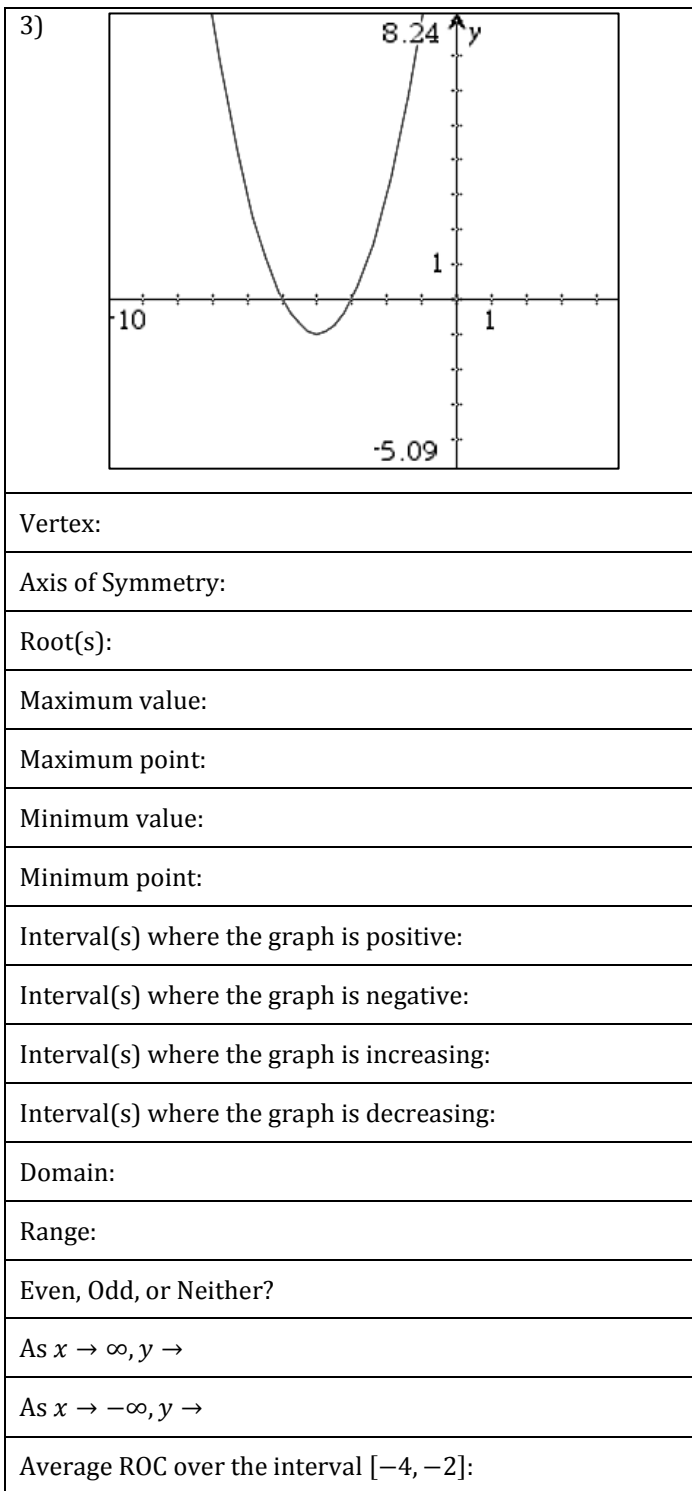 3)
8.24 y
1
-10 1
-5.09
Vertex:
Axis of Symmetry:
Root(s):
Maximum value:
Maximum point:
Minimum value:
Minimum point:
Interval(s) where the graph is positive:
Interval(s) where the graph is negative:
Interval(s) where the graph is increasing:
Interval(s) where the graph is decreasing:
Domain:
Range:
Even, Odd, or Neither?
As 𝑥 → ∞, 𝑦 →
As 𝑥 → −∞, 𝑦 →
Average ROC over the interval [−4, −2]: